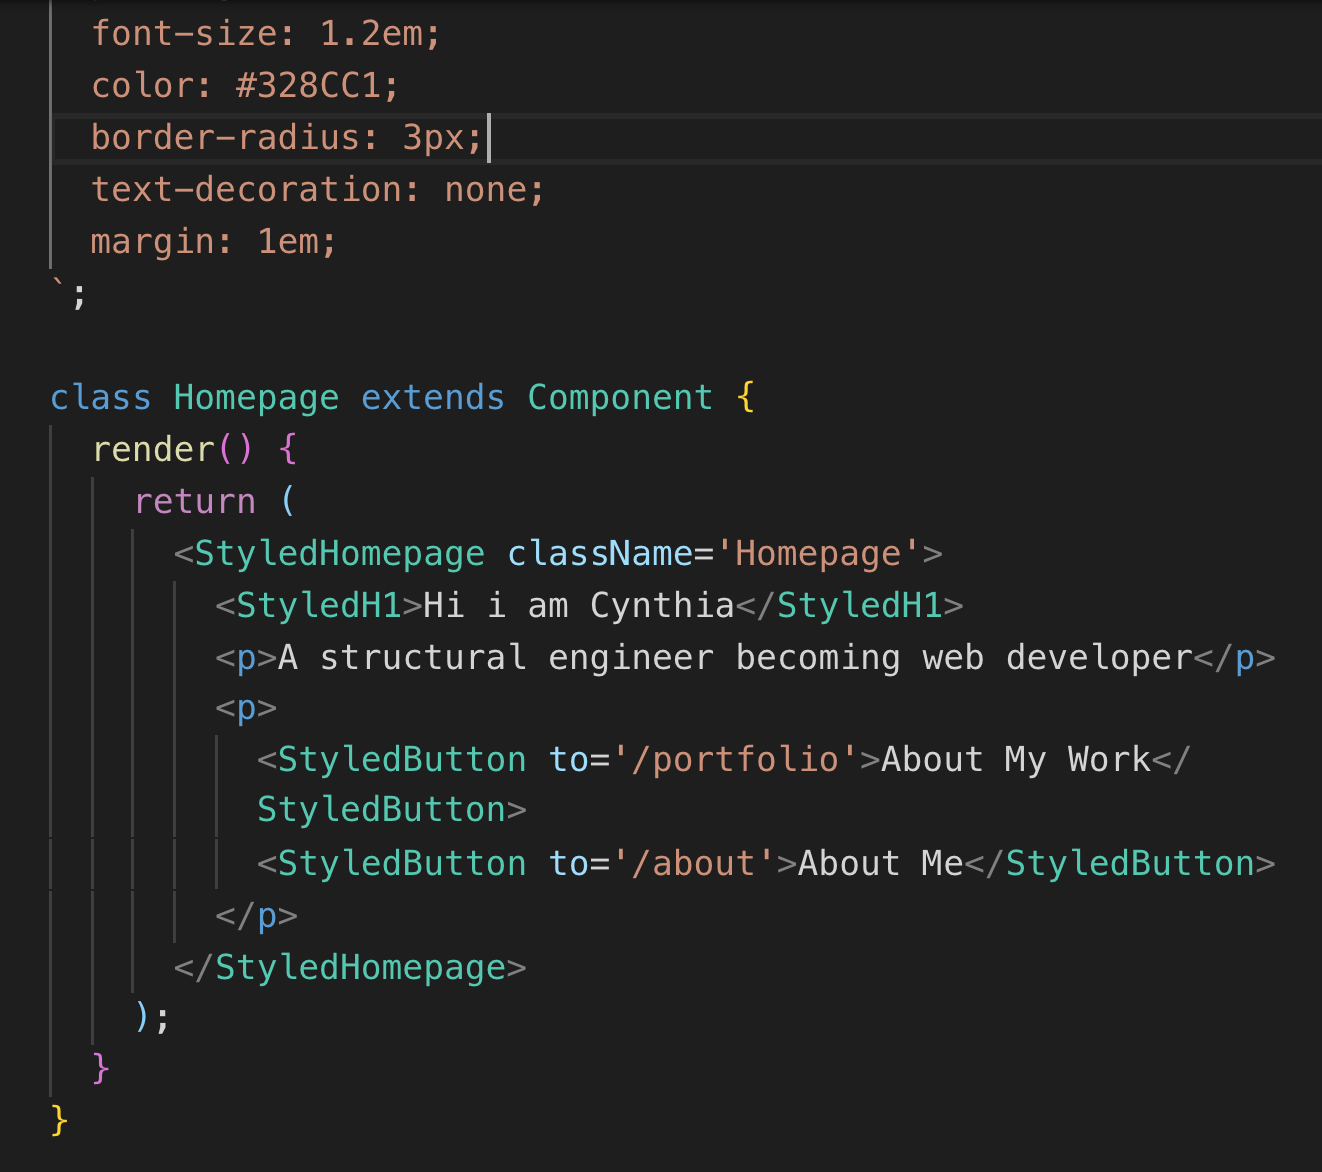 font-size: 1.2em;
color: #328CC1;
border-radius: 3px;
text-decoration: none;
margin: 1em;
`;
class Homepage extends Component {
render() {
return (
<StyledHomepage className='Homepage'>
<StyledH1>Hi i am Cynthia</StyledH1>
<p>A structural engineer becoming web developer</p>
<p>
<StyledButton to='/portfolio'>About My Work</
StyledButton>
<StyledButton to='/about'>About Me</StyledButton>
</p>
</StyledHomepage>
);
}
}